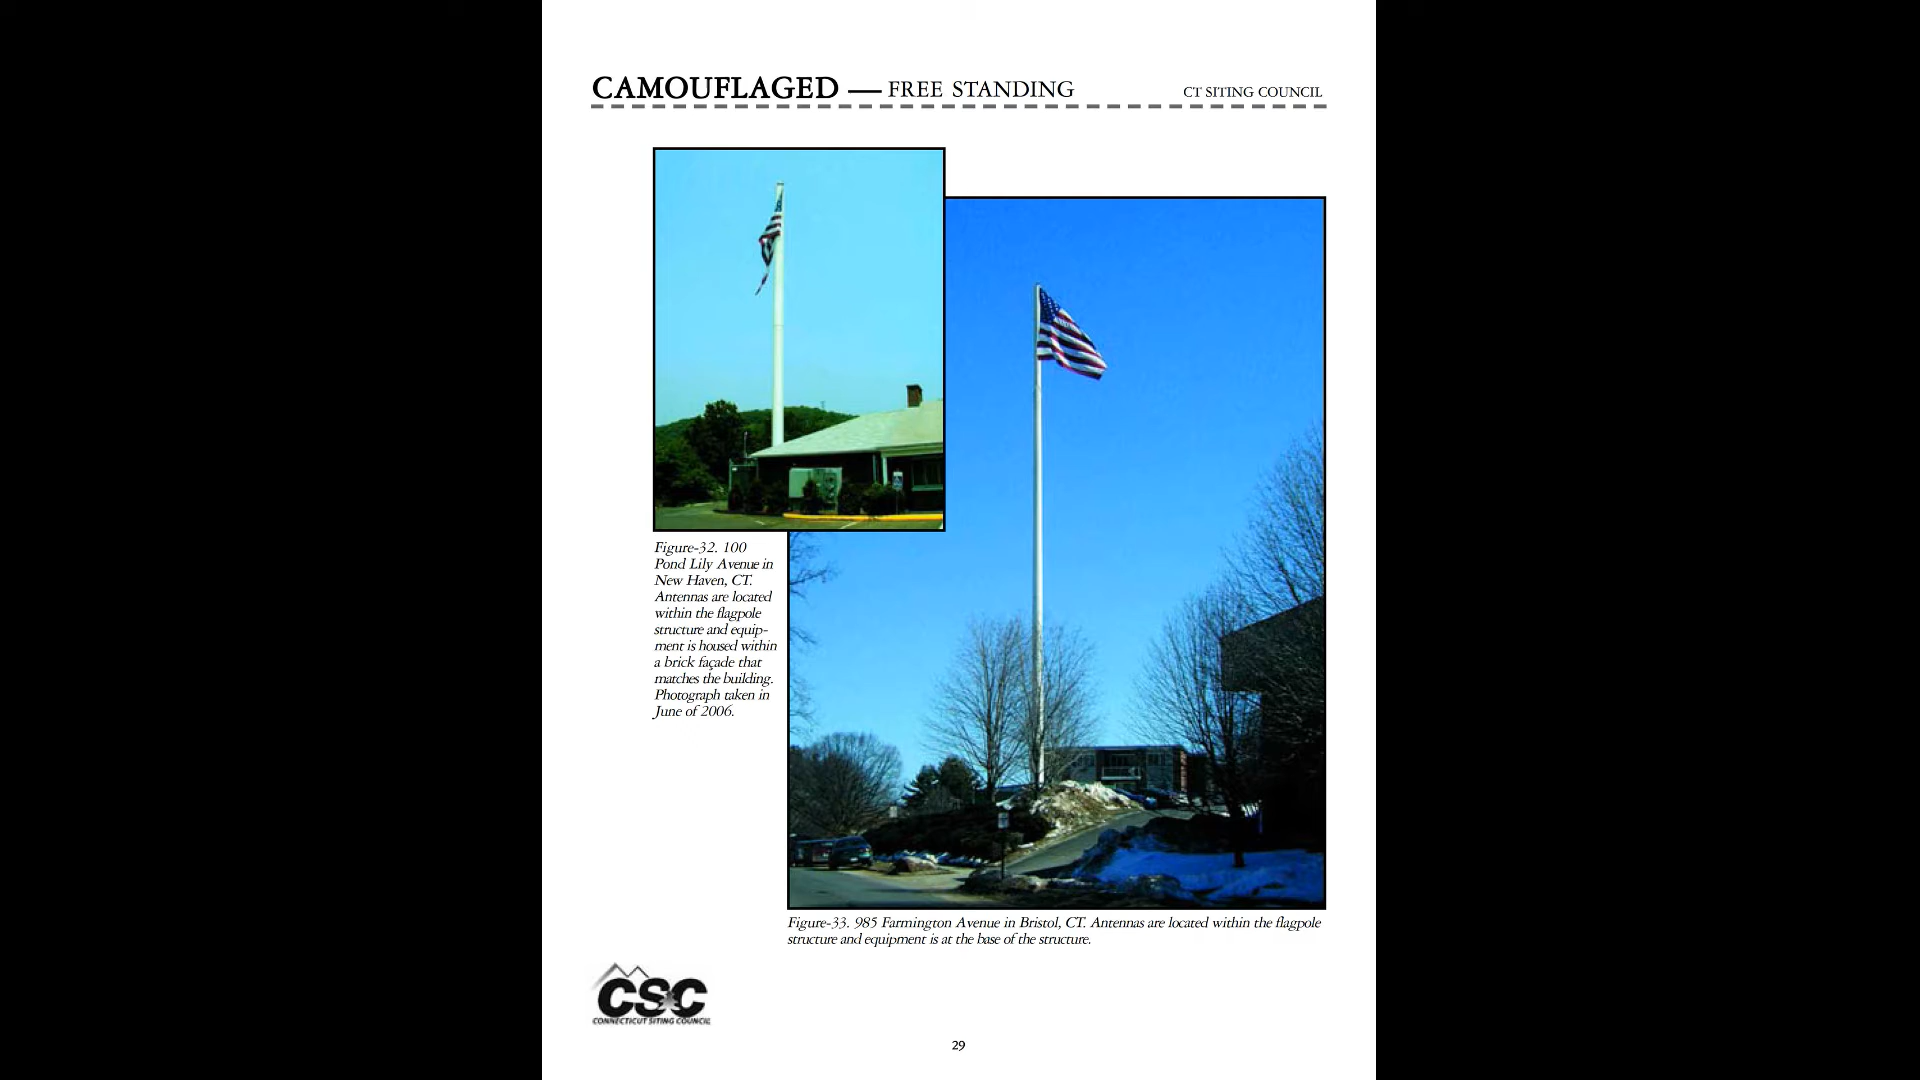 CAMOUFLAGED — FREE STANDING
CT SITING COUNCIL
Figure-32. 100
Pond Lily Avenue in
New Haven, CT.
Antennas are located
within the flagpole
structure and equip-
ment is housed within
a brick façade that
matches the building.
Photograph taken in
June of 2006.
Figure-33. 985 Farmington Avenue in Bristol, CT. Antennas are located within the flagpole
structure and equipment is at the base of the structure.
CSC
CONNECTICUT SITING COUNCIL
29